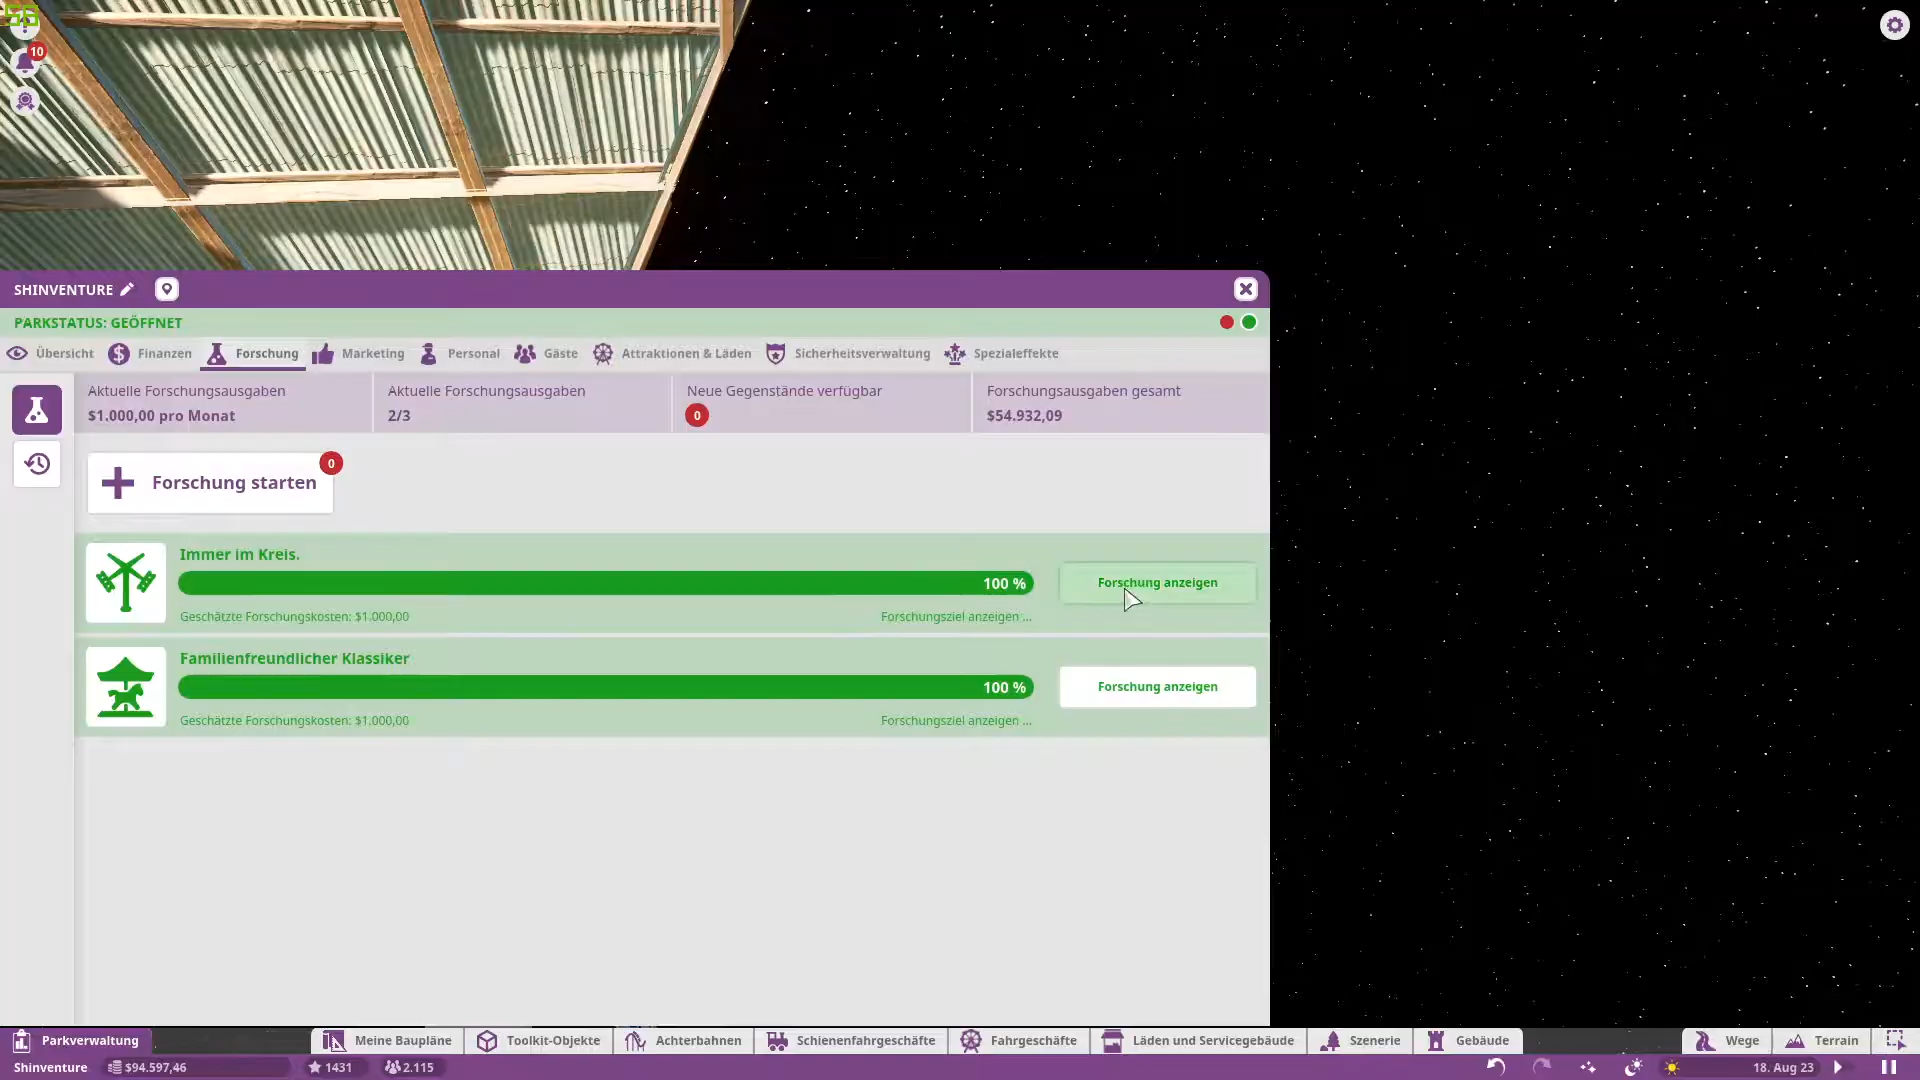 56
10
SHINVENTURE
PARKSTATUS: GEÖFFNET
Übersicht
Finanzen
Forschung
Marketing
Personal
Gäste
Attraktionen & Läden
Sicherheitsverwaltung
Spezialeffekte
Aktuelle Forschungsausgaben
$1.000,00 pro Monat
Aktuelle Forschungsausgaben
2/3
Neue Gegenstände verfügbar
0
Forschungsausgaben gesamt
$54.932,09
Forschung starten
0
Immer im Kreis.
100 %
Geschätzte Forschungskosten: $1.000,00
Forschungsziel anzeigen ...
Forschung anzeigen
Familienfreundlicher Klassiker
100 %
Geschätzte Forschungskosten: $1.000,00
Forschungsziel anzeigen ...
Forschung anzeigen
Parkverwaltung
Meine Baupläne
Toolkit-Objekte
Achterbahnen
Schienenfahrgeschäfte
Fahrgeschäfte
Läden und Servicegebäude
Szenerie
Gebäude
Wege
Terrain
Shinventure
$94.597,46
1431
2.115
18. Aug 23